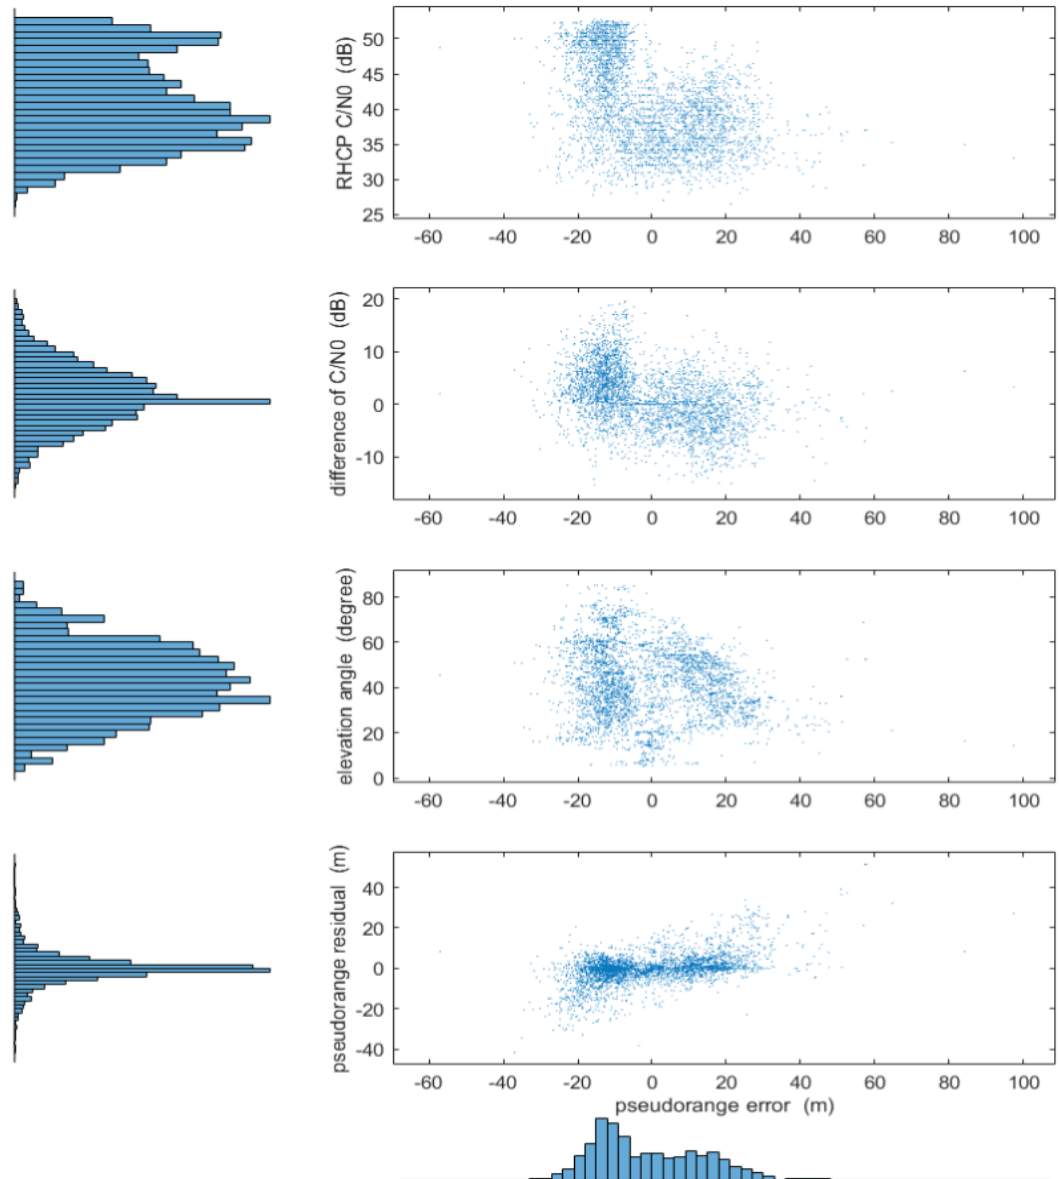 RHCP C/N0 (dB)
50
45
40
35
30
25
-60 -40 -20 0 20 40 60 80 100
difference of C/N0 (dB)
20
10
0
-10
-60 -40 -20 0 20 40 60 80 100
elevation angle (degree)
80
60
40
20
0
-60 -40 -20 0 20 40 60 80 100
pseudorange residual (m)
40
20
0
-20
-40
-60 -40 -20 0 20 40 60 80 100
pseudorange error (m)